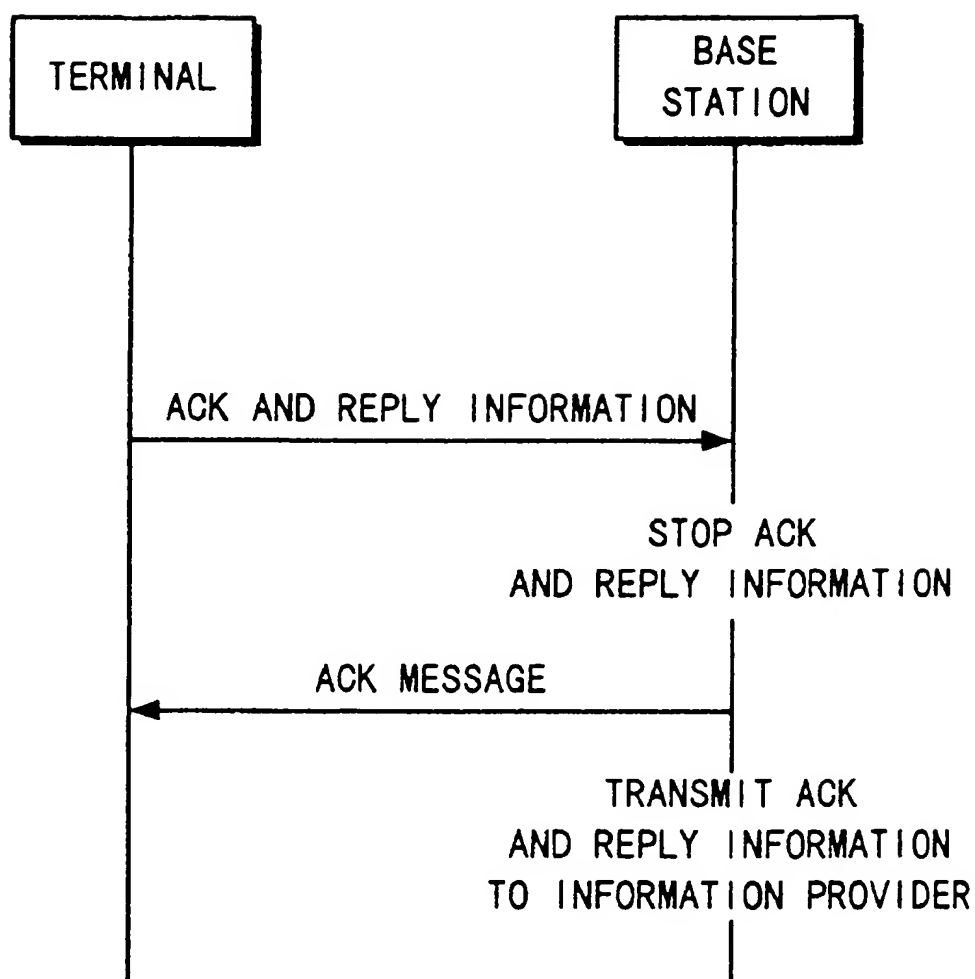 TERMINAL
BASE
STATION
ACK AND REPLY INFORMATION
STOP ACK
AND REPLY INFORMATION
ACK MESSAGE
TRANSMIT ACK
AND REPLY INFORMATION
TO INFORMATION PROVIDER